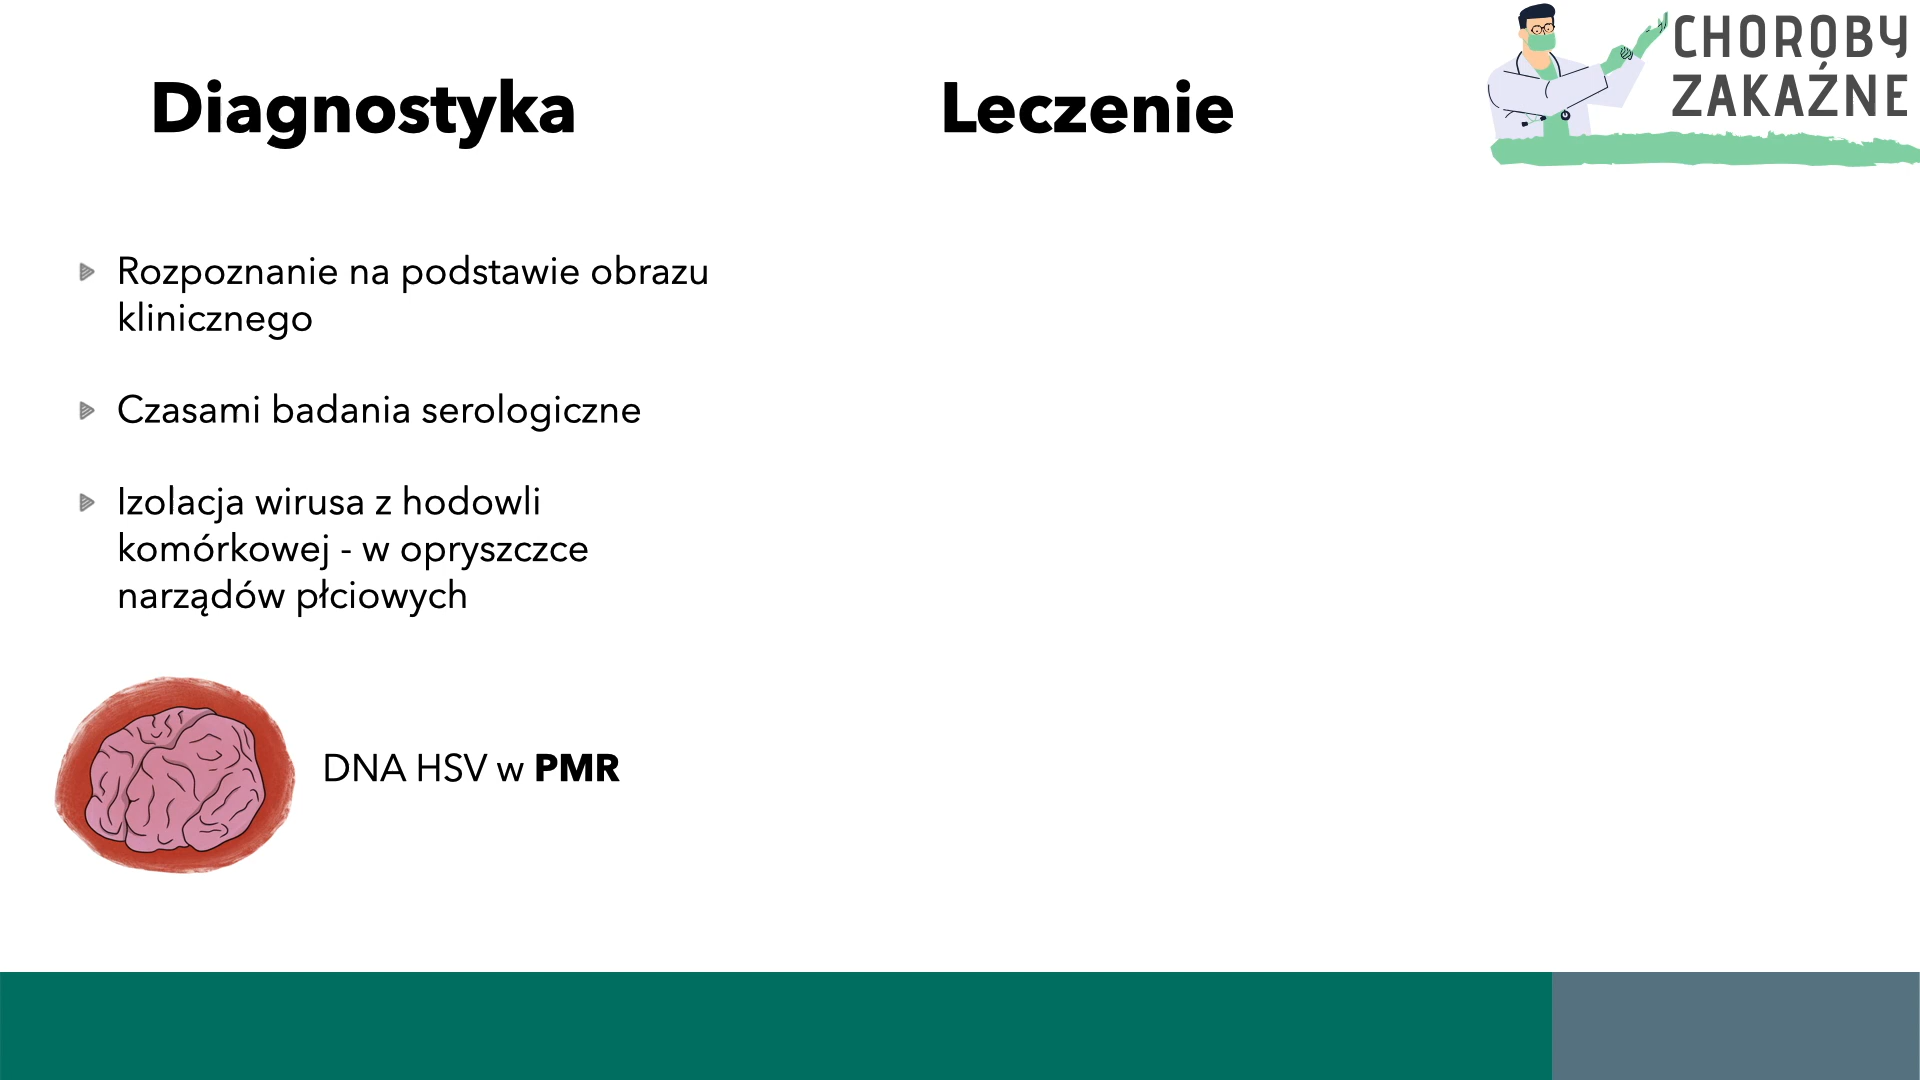 Diagnostyka
Leczenie
CHOROBY
ZAKAŹNE
Rozpoznanie na podstawie obrazu
klinicznego
Czasami badania serologiczne
Izolacja wirusa z hodowli
komórkowej - w opryszczce
narządów płciowych
DNA HSV w PMR